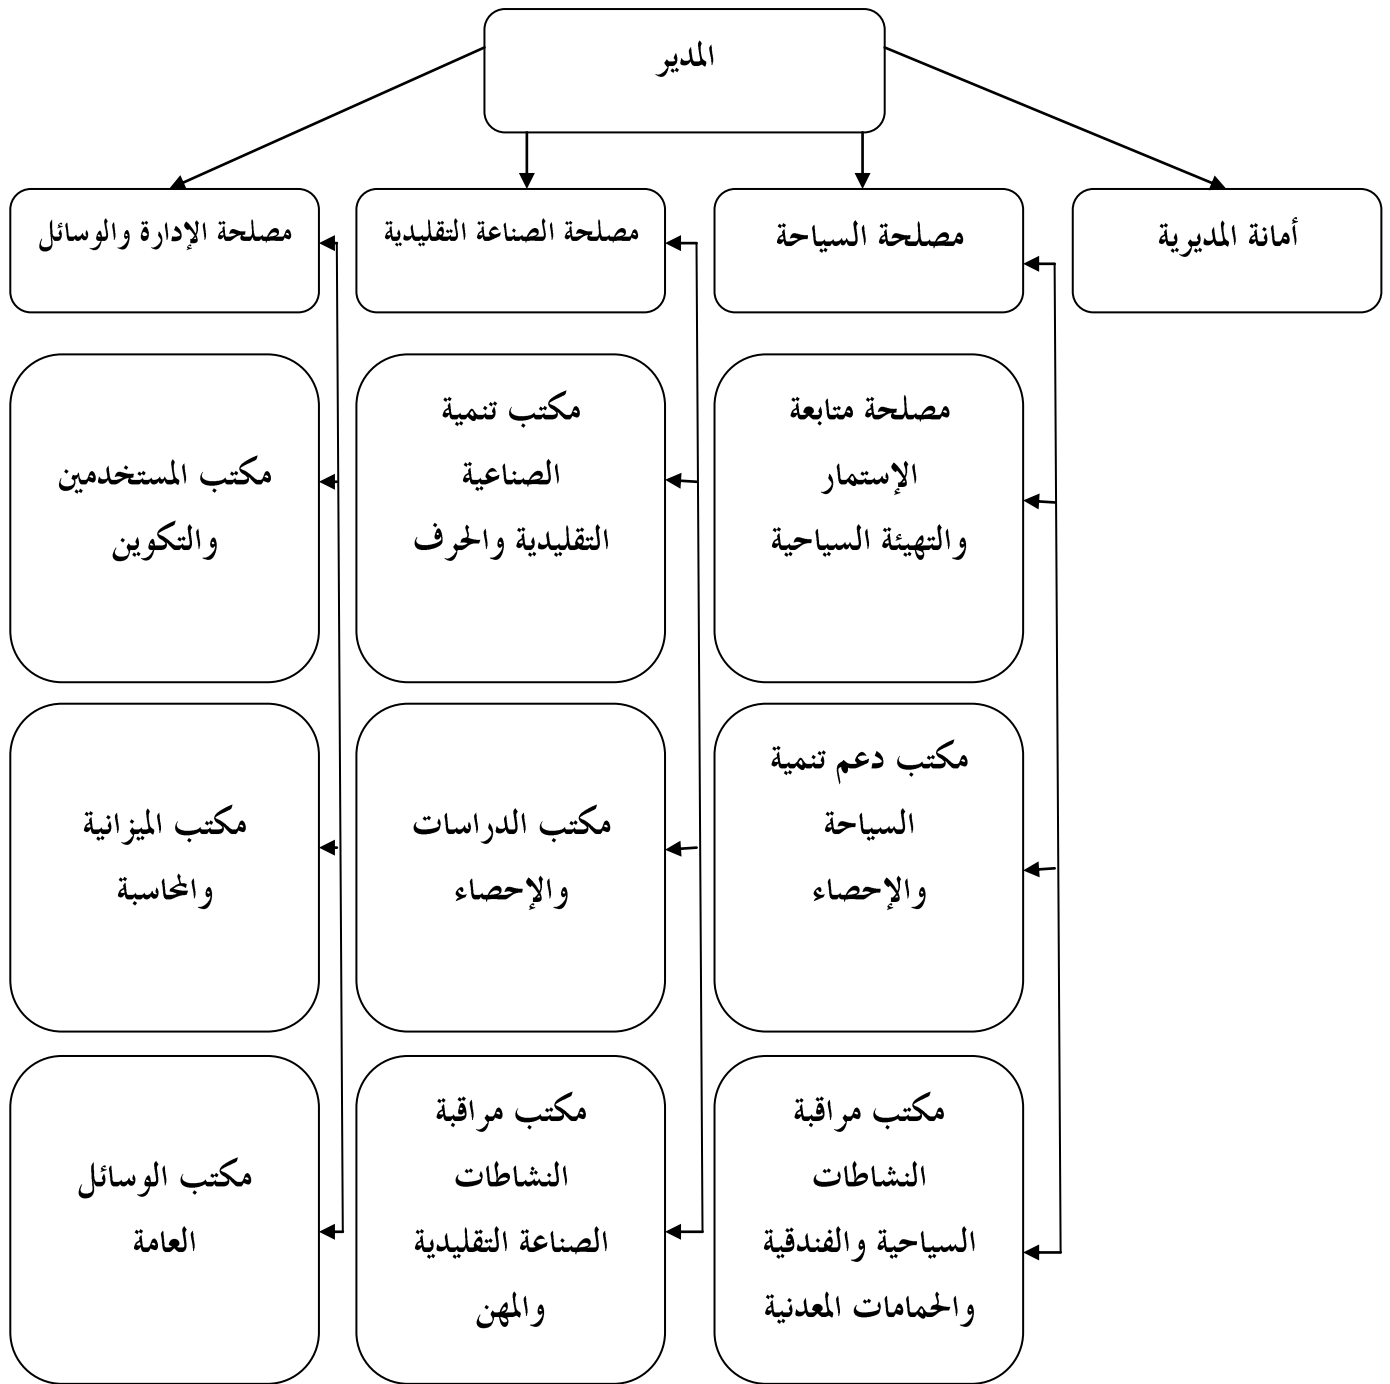 المدير
أمانة المديرية
مصلحة السياحة
مصلحة الصناعة التقليدية
مصلحة الإدارة والوسائل
مصلحة متابعة
الإستمار
والتهيئة السياحية
مكتب تنمية
الصناعية
التقليدية والحرف
مكتب المستخدمين
والتكوين
مكتب دعم تنمية
السياحة
والإحصاء
مكتب الدراسات
والإحصاء
مكتب الميزانية
والمحاسبة
مكتب مراقبة
النشاطات
السياحية والفندقية
والحمامات المعدنية
مكتب مراقبة
النشاطات
الصناعة التقليدية
والمهن
مكتب الوسائل
العامة